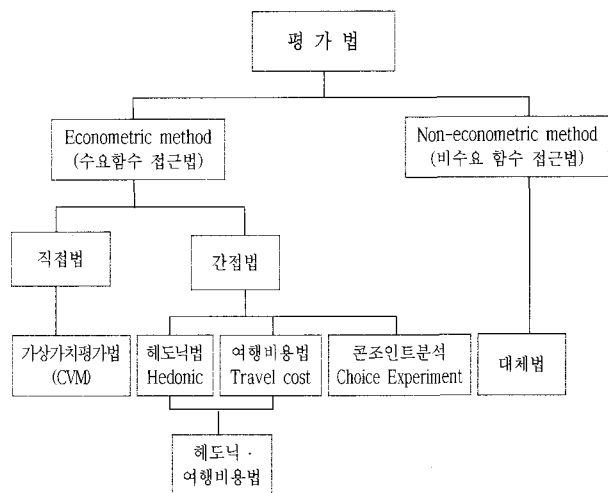 평 가 법
Econometric method
(수요함수 접근법)
Non-econometric method
(비수요 함수 접근법)
직접법
간접법
가상가치평가법
(CVM)
헤도닉법
Hedonic
여행비용법
Travel cost
콘조인트분석
Choice Experiment
대체법
헤도닉 ·
여행비용법